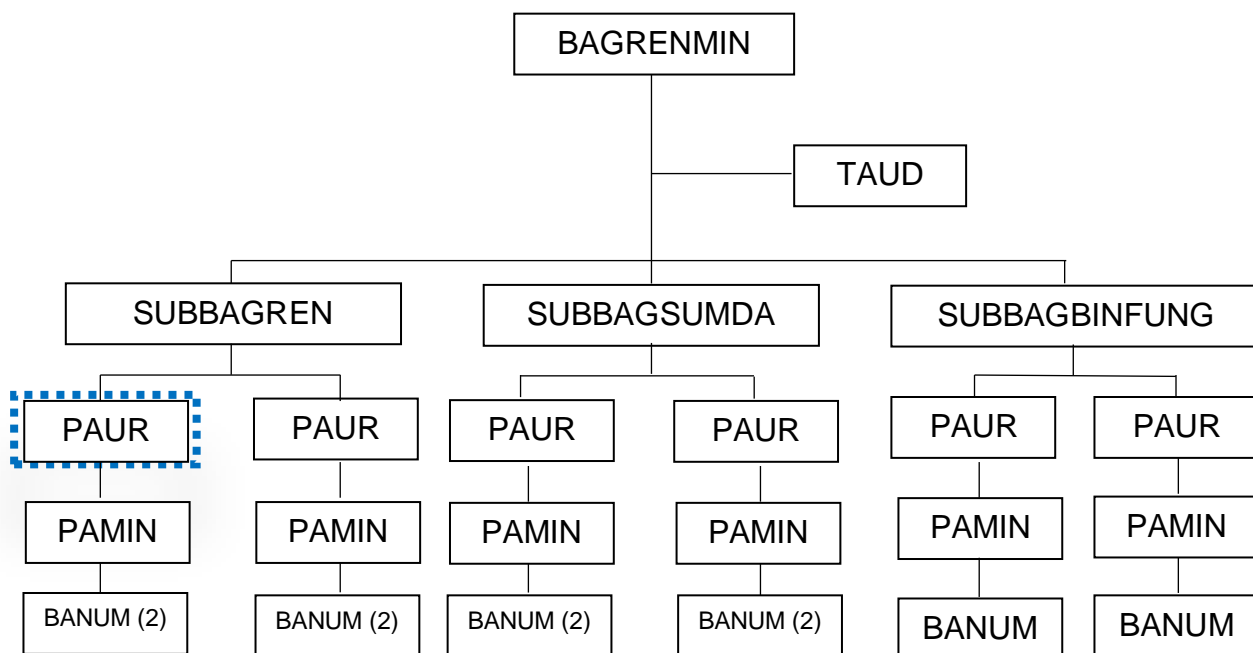 BAGRENMIN
TAUD
SUBBAGREN
SUBBAGSUMDA
SUBBAGBINFUNG
PAUR
PAUR
PAUR
PAUR
PAUR
PAUR
PAMIN
PAMIN
PAMIN
PAMIN
PAMIN
PAMIN
BANUM (2)
BANUM (2)
BANUM (2)
BANUM (2)
BANUM
BANUM